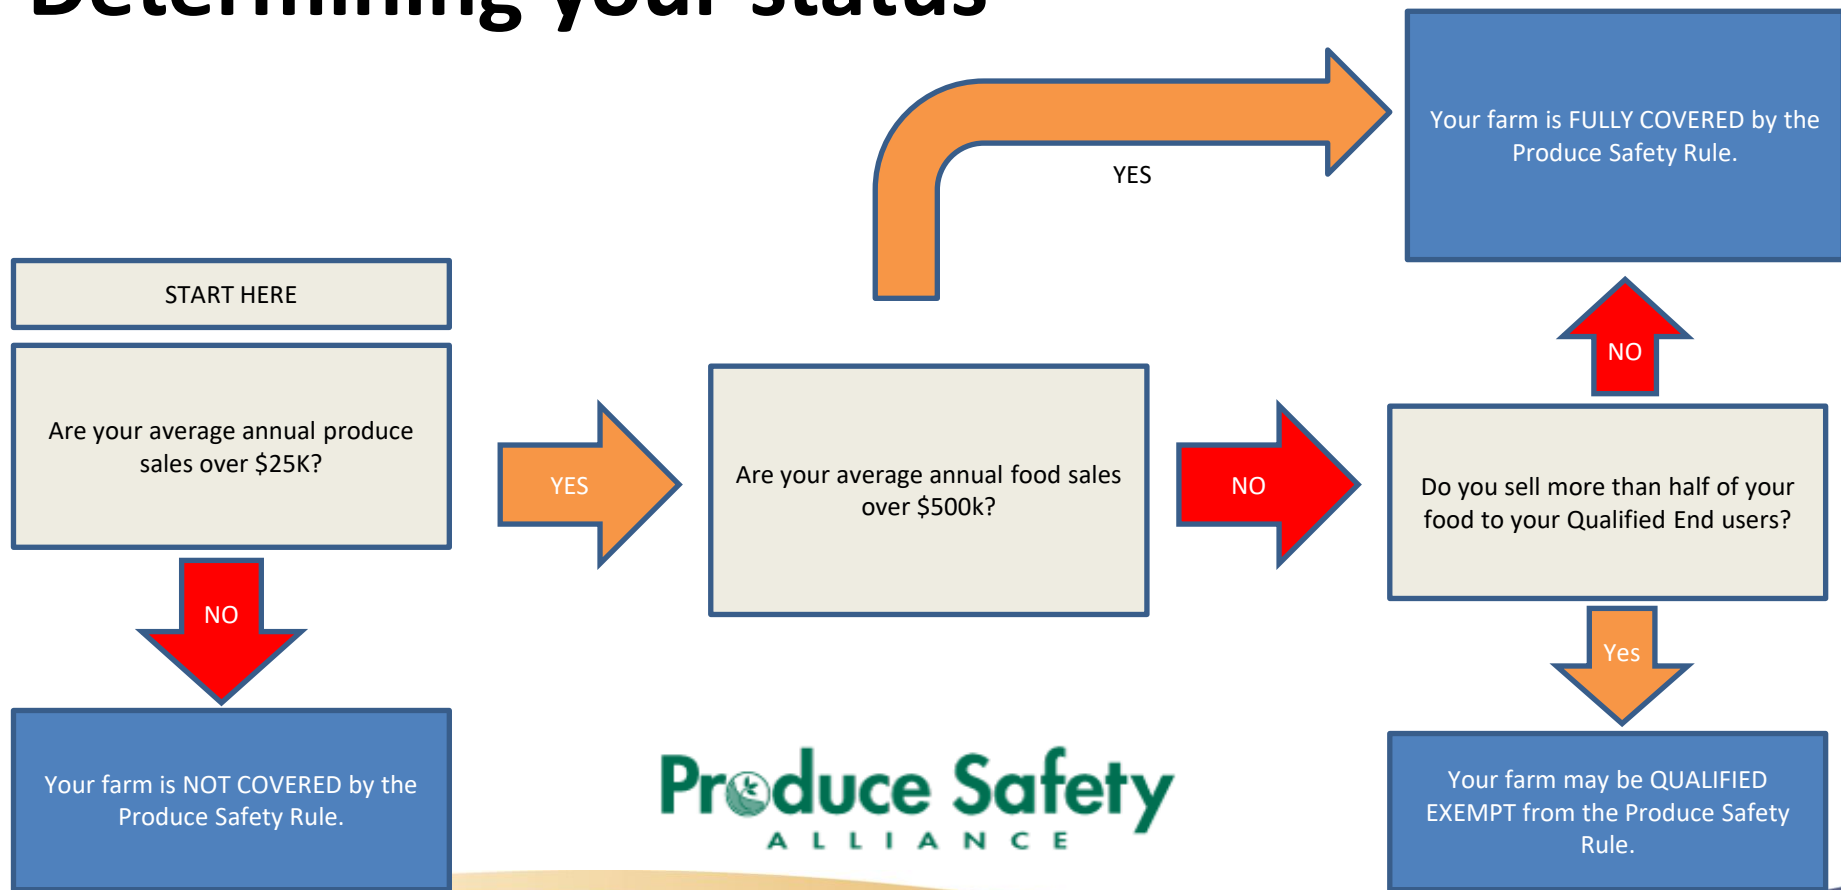 Determining your status
START HERE
Are your average annual produce
sales over $25K?
YES
NO
Your farm is NOT COVERED by the
Produce Safety Rule.
Are your average annual food sales
over $500k?
YES
NO
Your farm is FULLY COVERED by the
Produce Safety Rule.
NO
Do you sell more than half of your
food to your Qualified End users?
Yes
Your farm may be QUALIFIED
EXEMPT from the Produce Safety
Rule.
Produce Safety
ALLIANCE